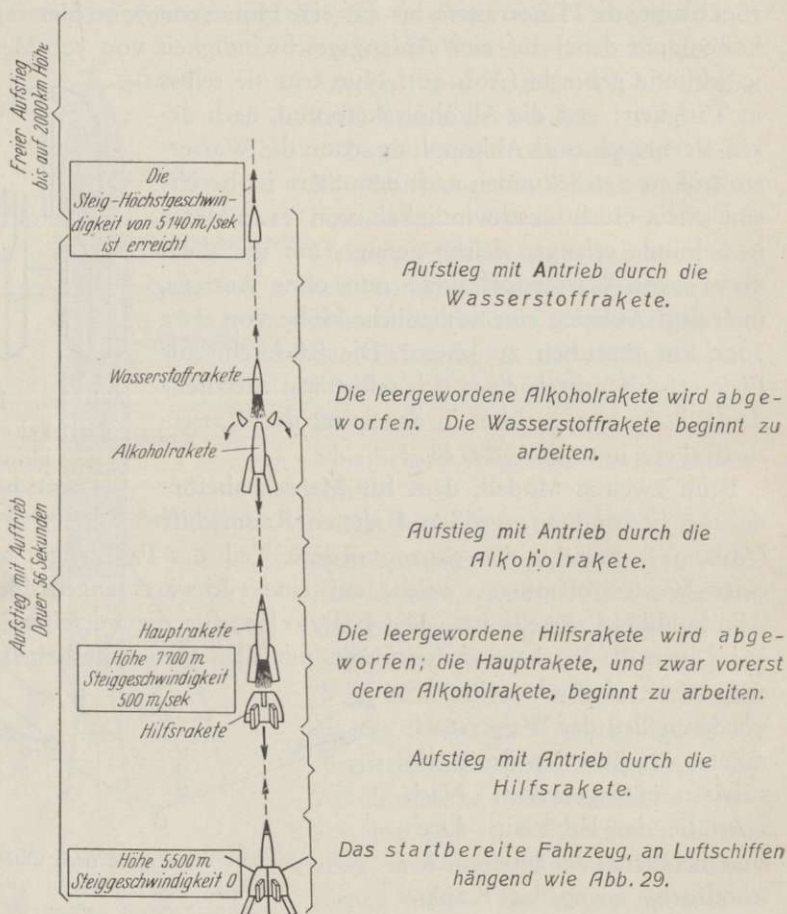 Freier Aufstieg
bis auf 2000 km Höhe
Die
Steig-Höchstgeschwin-
digkeit von 5140 m/sek
ist erreicht
Aufstieg mit Antrieb durch die
Wasserstoffrakete.
Wasserstoffrakete
Alkoholrakete
Die leergewordene Alkoholrakete wird abge-
worfen. Die Wasserstoffrakete beginnt zu
arbeiten.
Aufstieg mit Auftrieb
Dauer 56 Sekunden
Aufstieg mit Antrieb durch die
Alkoholrakete.
Hauptrakete
Höhe 7700 m
Steiggeschwindigkeit
500 m/sek
Hilfsrakete
Die leergewordene Hilfsrakete wird abge-
worfen; die Hauptrakete, und zwar vorerst
deren Alkoholrakete, beginnt zu arbeiten.
Aufstieg mit Antrieb durch die
Hilfsrakete.
Höhe 5500 m
Steiggeschwindigkeit 0
Das startbereite Fahrzeug, an Luftschiffen
hängend wie Abb. 29.